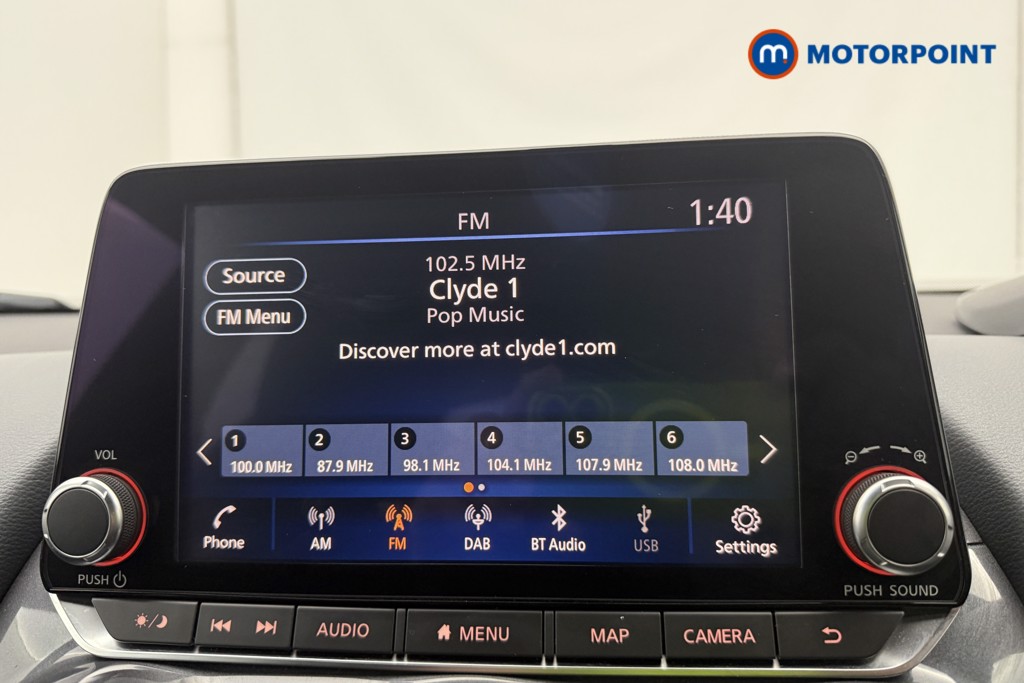 m MOTORPOINT
FM 1:40
Source
FM Menu
102.5 MHz
Clyde 1
Pop Music
Discover more at clyde1.com
1 2 3 4 5 6
100.0 MHz 87.9 MHz 98.1 MHz 104.1 MHz 107.9 MHz 108.0 MHz
Phone AM FM DAB BT Audio USB Settings
VOL
PUSH
PUSH SOUND
AUDIO MENU MAP CAMERA